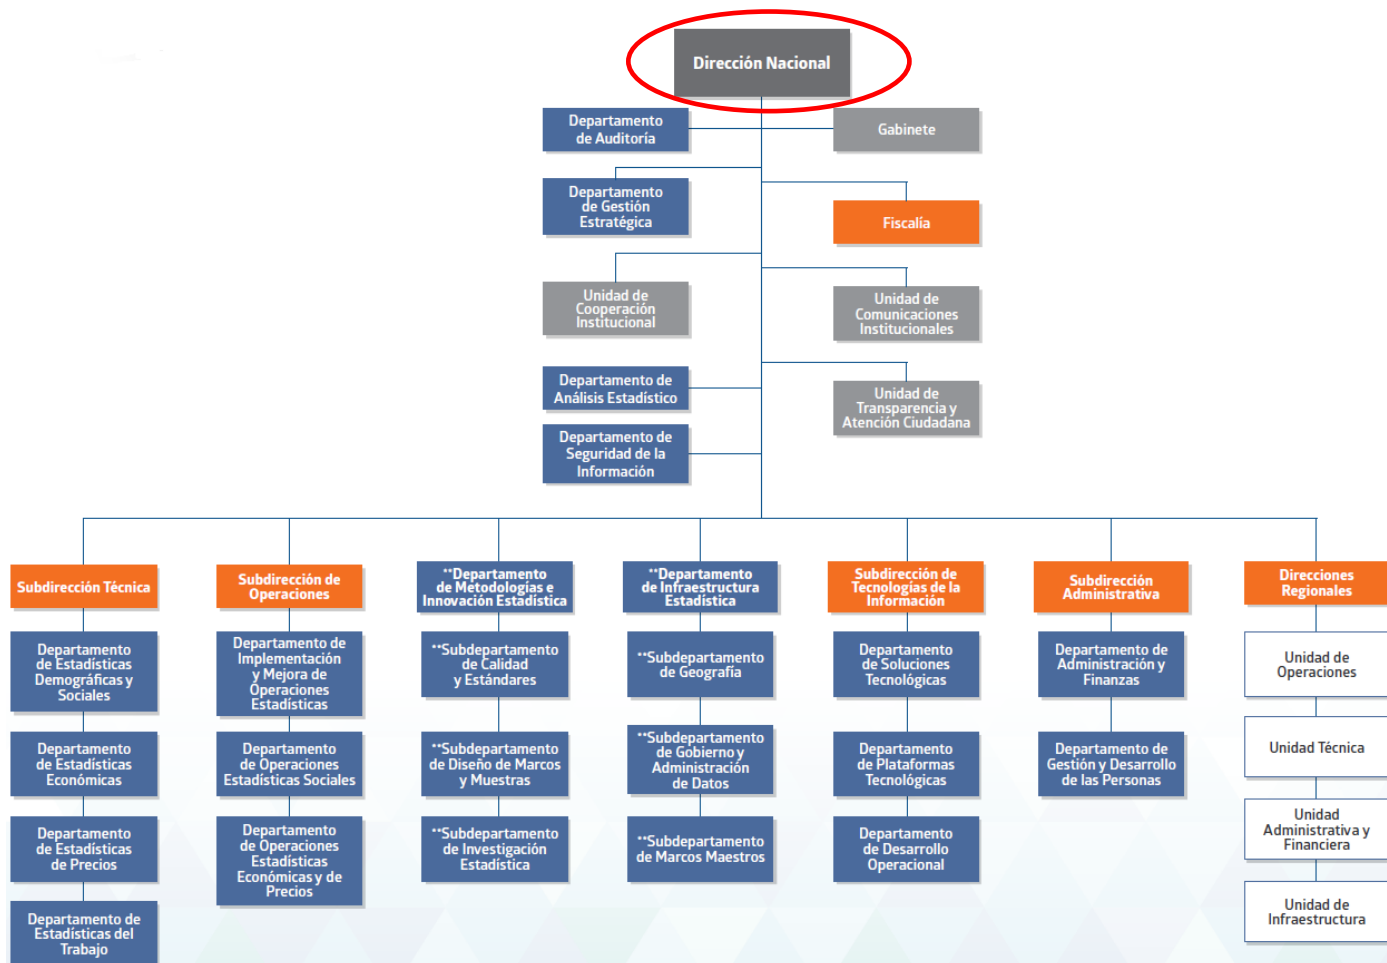 Dirección Nacional
Departamento
de Auditoría
Gabinete
Departamento
de Gestión
Estratégica
Fiscalía
Unidad de
Cooperación
Institucional
Unidad de
Comunicaciones
Institucionales
Departamento de
Análisis Estadístico
Unidad de
Transparencia y
Atención Ciudadana
Departamento de
Seguridad de la
Información
Subdirección Técnica
Departamento
de Estadísticas
Demográficas y
Sociales
Departamento
de Estadísticas
Económicas
Departamento
de Estadísticas
de Precios
Departamento de
Estadísticas del
Trabajo
Subdirección de
Operaciones
Departamento de
Implementación
y Mejora de
Operaciones
Estadísticas
Departamento
de Operaciones
Estadísticas Sociales
Departamento
de Operaciones
Estadísticas
Económicas y de
Precios
**Departamento
de Metodologías e
Innovación Estadística
**Subdepartamento
de Calidad
y Estándares
**Subdepartamento
de Diseño de Marcos
y Muestras
**Subdepartamento
de Investigación
Estadística
**Departamento
de Infraestructura
Estadística
**Subdepartamento
de Geografía
**Subdepartamento
de Gobierno y
Administración
de Datos
**Subdepartamento
de Marcos Maestros
Subdirección de
Tecnologías de la
Información
Departamento
de Soluciones
Tecnológicas
Departamento
de Plataformas
Tecnológicas
Departamento
de Desarrollo
Operacional
Subdirección
Administrativa
Departamento de
Administración y
Finanzas
Departamento de
Gestión y Desarrollo
de las Personas
Direcciones
Regionales
Unidad de
Operaciones
Unidad Técnica
Unidad
Administrativa y
Financiera
Unidad de
Infraestructura